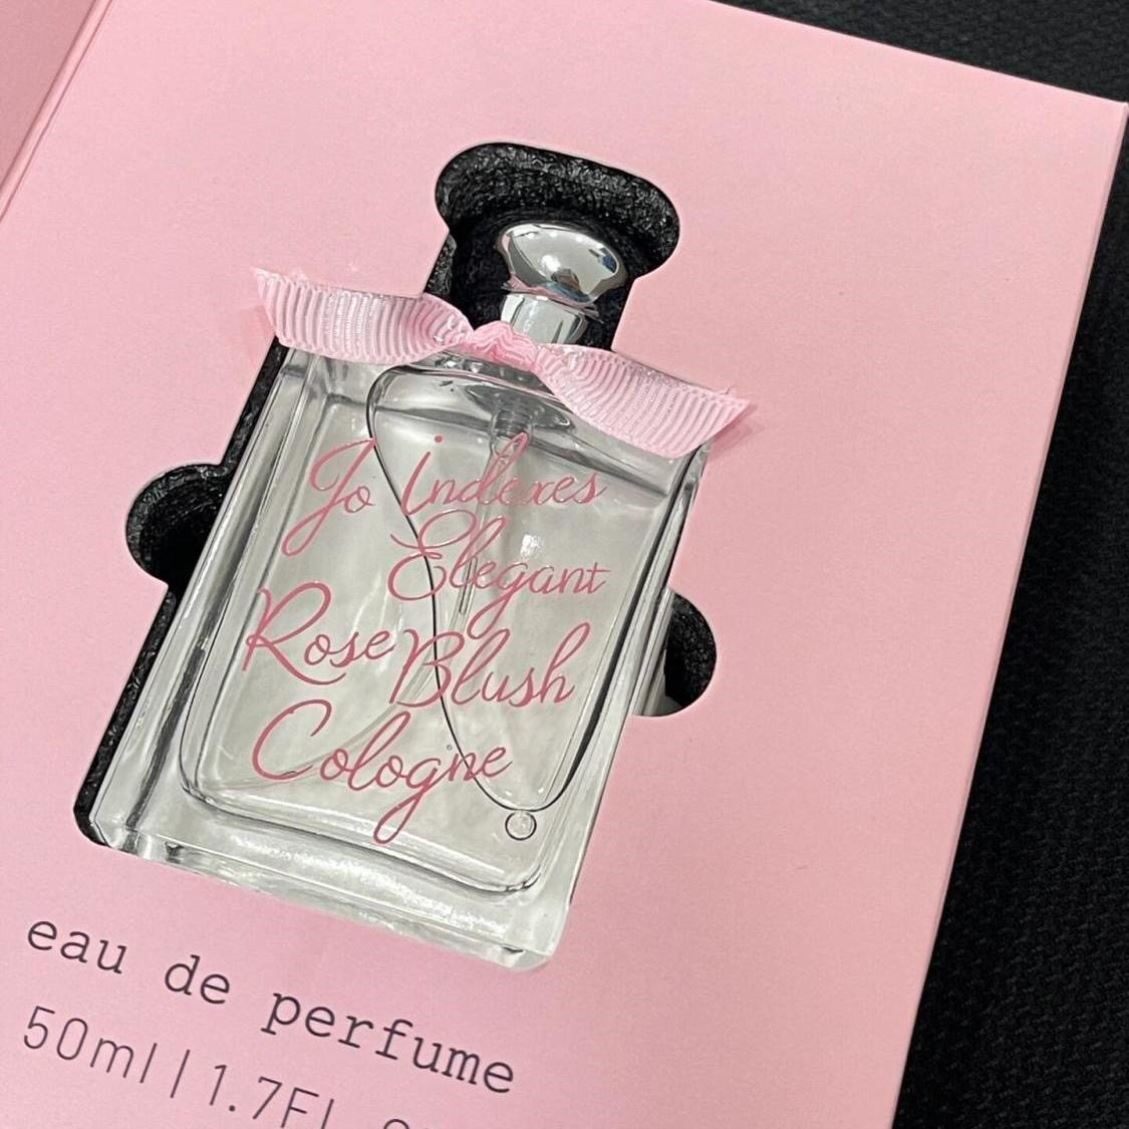 Jo indexes
Elegant
Rose Blush
Cologne
eau de perfume
50ml||1.7Fl